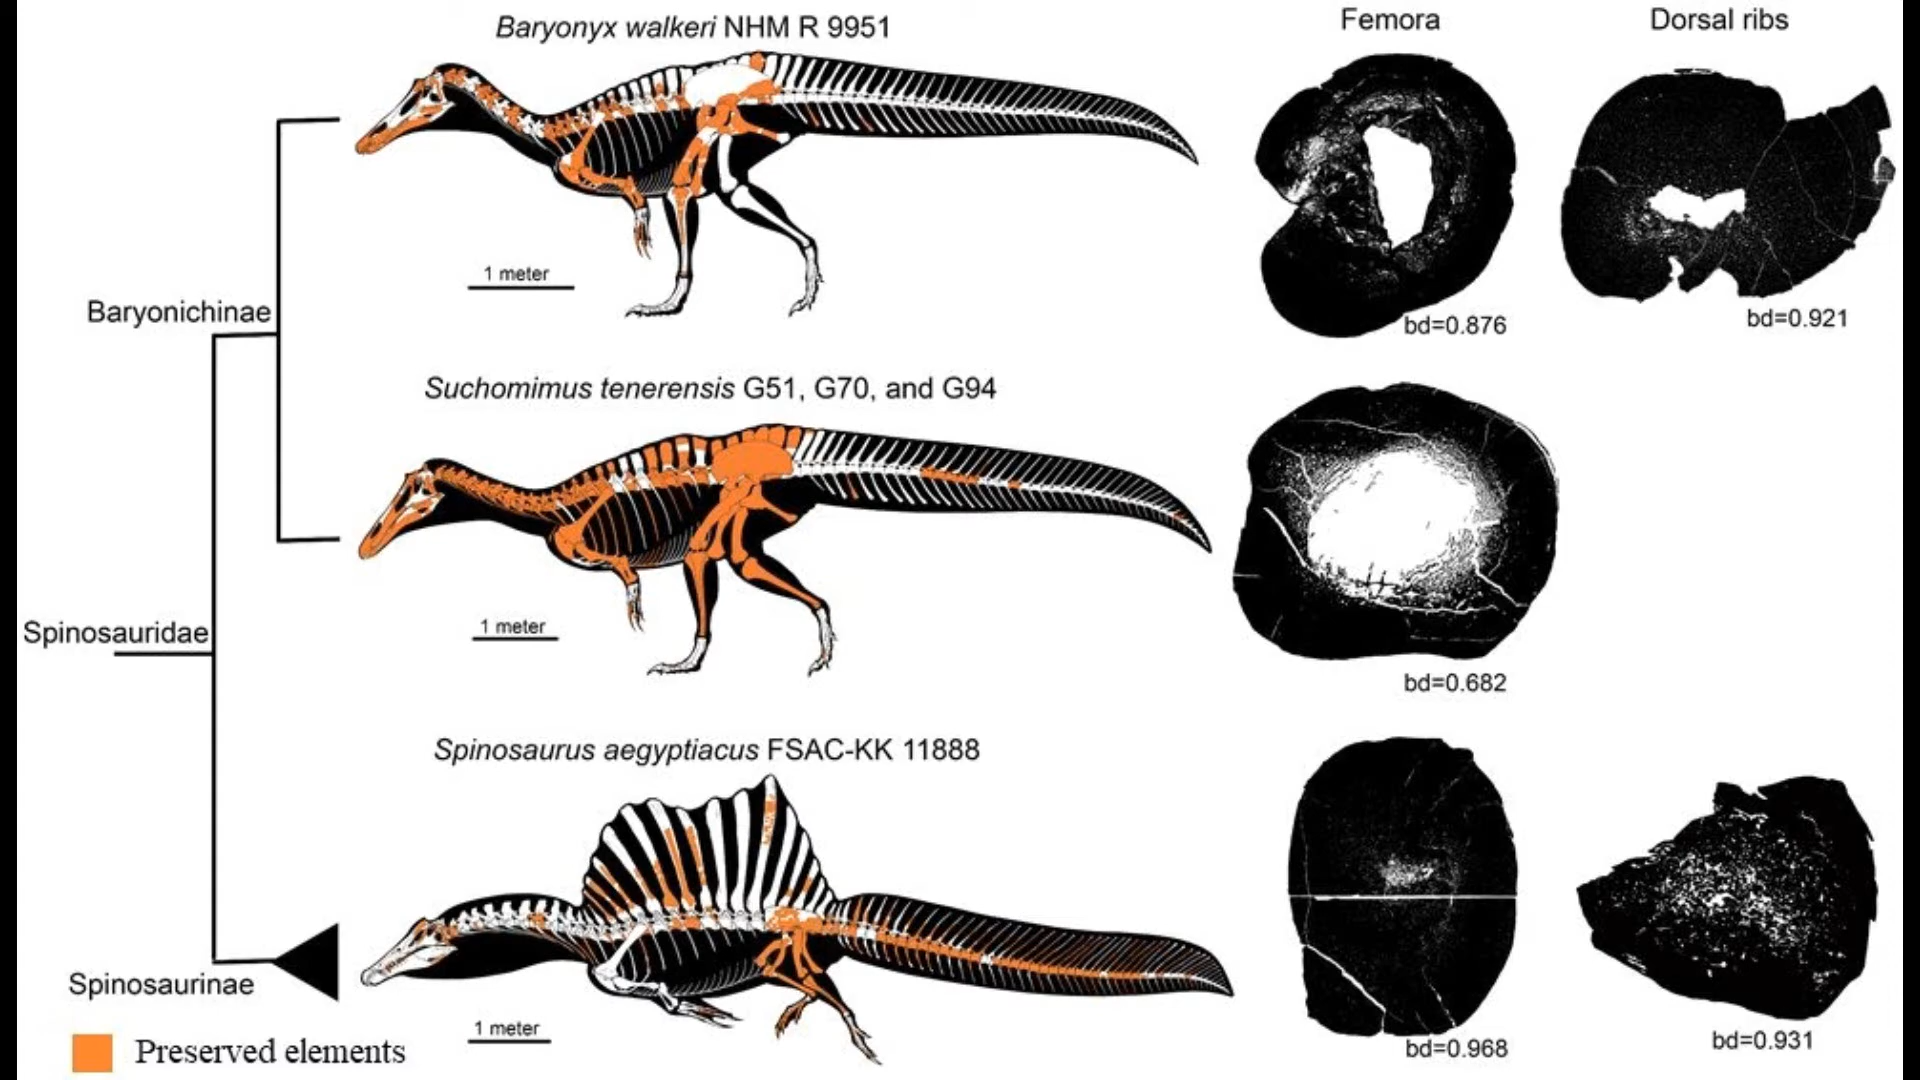 Baryonyx walkeri NHM R 9951
Femora
Dorsal ribs
1 meter
bd=0.876
bd=0.921
Baryonichinae
Suchomimus tenerensis G51, G70, and G94
1 meter
bd=0.682
Spinosauridae
Spinosaurus aegyptiacus FSAC-KK 11888
Spinosaurinae
1 meter
bd=0.968
bd=0.931
Preserved elements